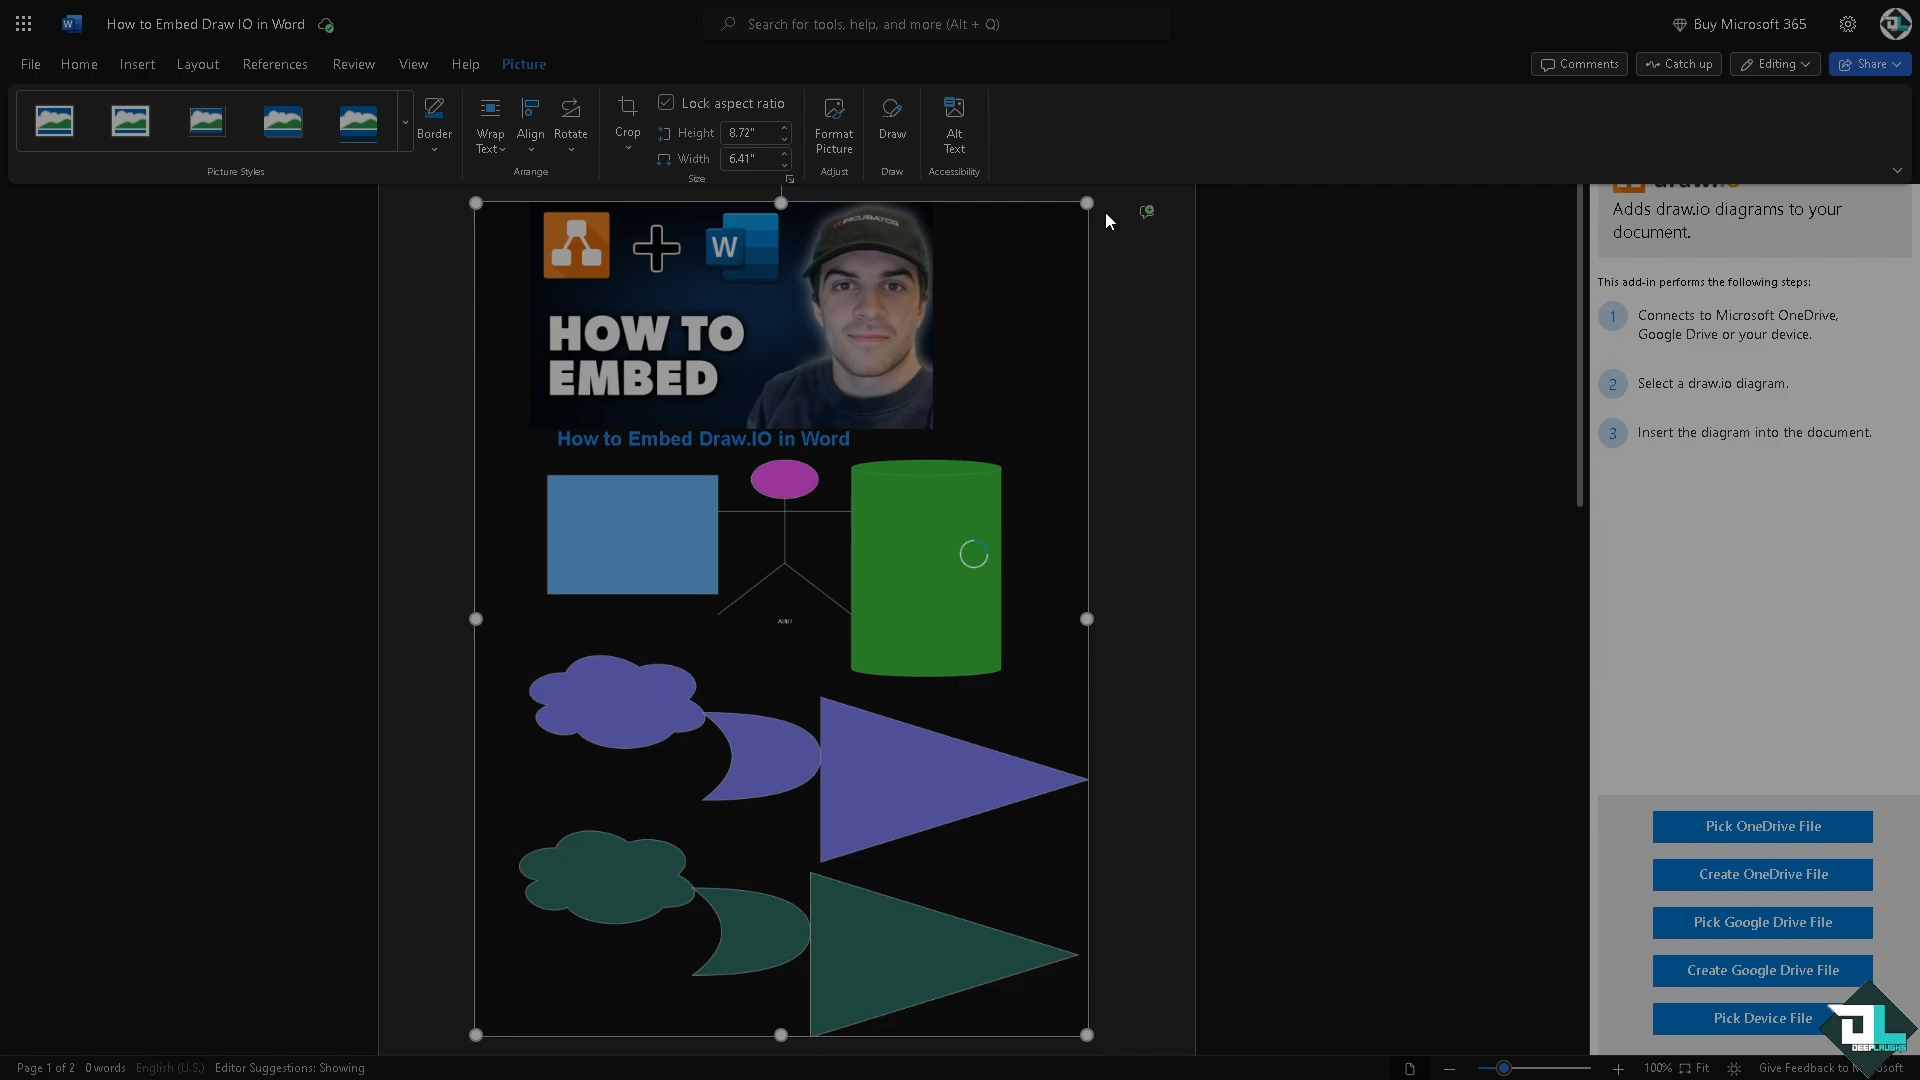 How to Embed Draw IO in Word
Search for tools, help, and more (Alt + Q)
Buy Microsoft 365
File Home Insert Layout References Review View Help Picture
Comments Catch up Editing Share
Border
Wrap Text
Align
Rotate
Crop
Lock aspect ratio
Height 8.72"
Width 6.41"
Format Picture
Draw
Alt Text
Picture Styles Arrange Size Adjust Draw Accessibility
INCUBATOR
W
HOW TO
EMBED
How to Embed Draw.IO in Word
Adds draw.io diagrams to your
document.
This add-in performs the following steps:
1 Connects to Microsoft OneDrive,
Google Drive or your device.
2 Select a draw.io diagram.
3 Insert the diagram into the document.
Pick OneDrive File
Create OneDrive File
Pick Google Drive File
Create Google Drive File
Pick Device File
DL
DEEPLAUGHS
Page 1 of 2 0 words English (U.S.) Editor Suggestions: Showing
100% Fit Give Feedback to